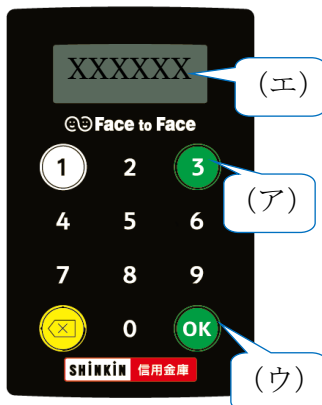 XXXXXX
(エ)
Face to Face
1 2 3
(ア)
4 5 6
7 8 9
0 OK
SHiNKiN 信用金庫
(ウ)